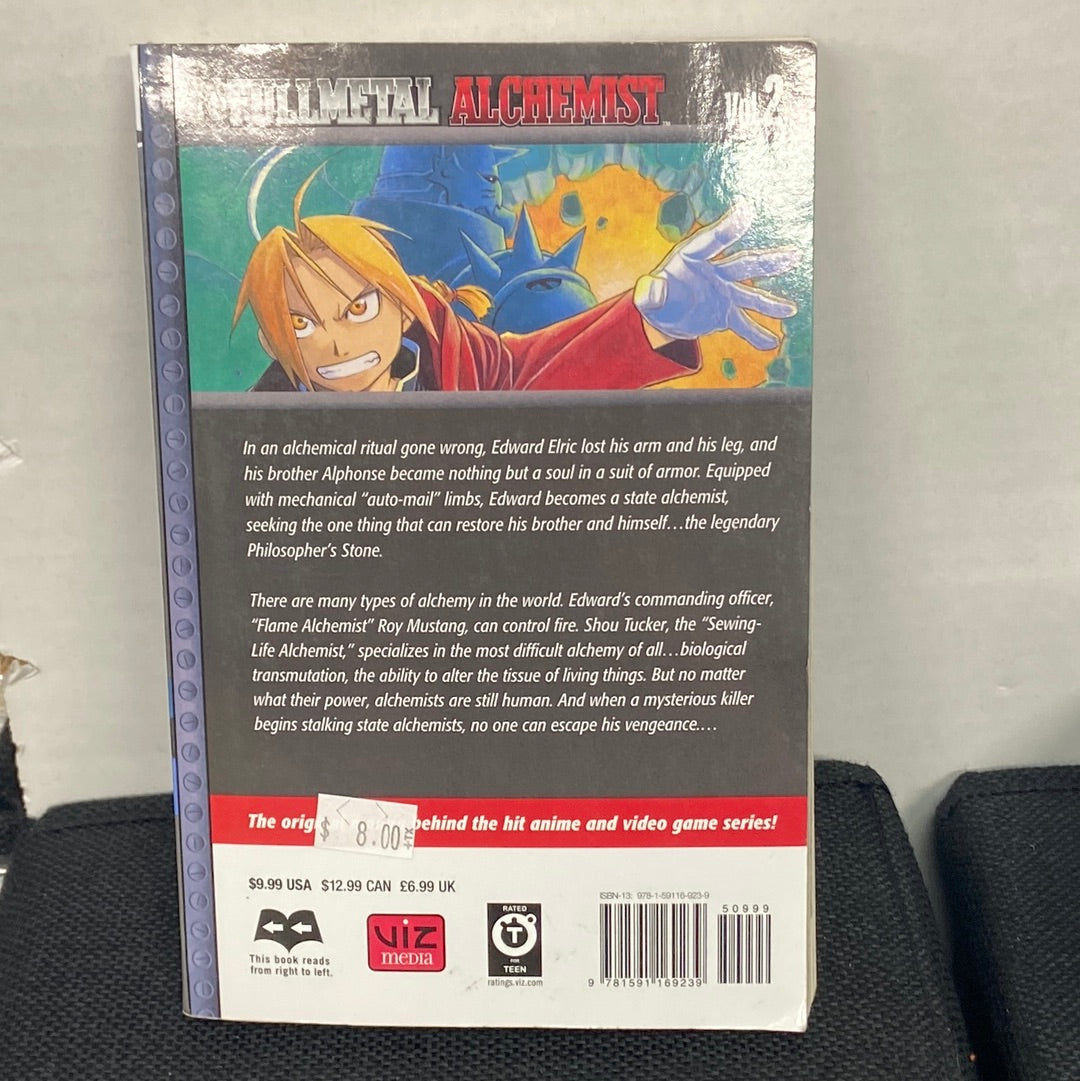 FULLMETAL ALCHEMIST™ Vol. 2
In an alchemical ritual gone wrong, Edward Elric lost his arm and his leg, and
his brother Alphonse became nothing but a soul in a suit of armor. Equipped
with mechanical “auto-mail” limbs, Edward becomes a state alchemist,
seeking the one thing that can restore his brother and himself...the legendary
Philosopher's Stone.
There are many types of alchemy in the world. Edward's commanding officer,
“Flame Alchemist” Roy Mustang, can control fire. Shou Tucker, the “Sewing-
Life Alchemist,” specializes in the most difficult alchemy of all...biological
transmutation, the ability to alter the tissue of living things. But no matter
what their power, alchemists are still human. And when a mysterious killer
begins stalking state alchemists, no one can escape his vengeance....
The behind the hit anime and video game series!
$ 8.00 +TX
$9.99 USA $12.99 CAN £6.99 UK
This book reads
from right to left.
VIZ
MEDIA
RATED
T
FOR
TEEN
ratings.viz.com
ISBN-13: 978-1-59116-923-9
50999
9 781591 169239